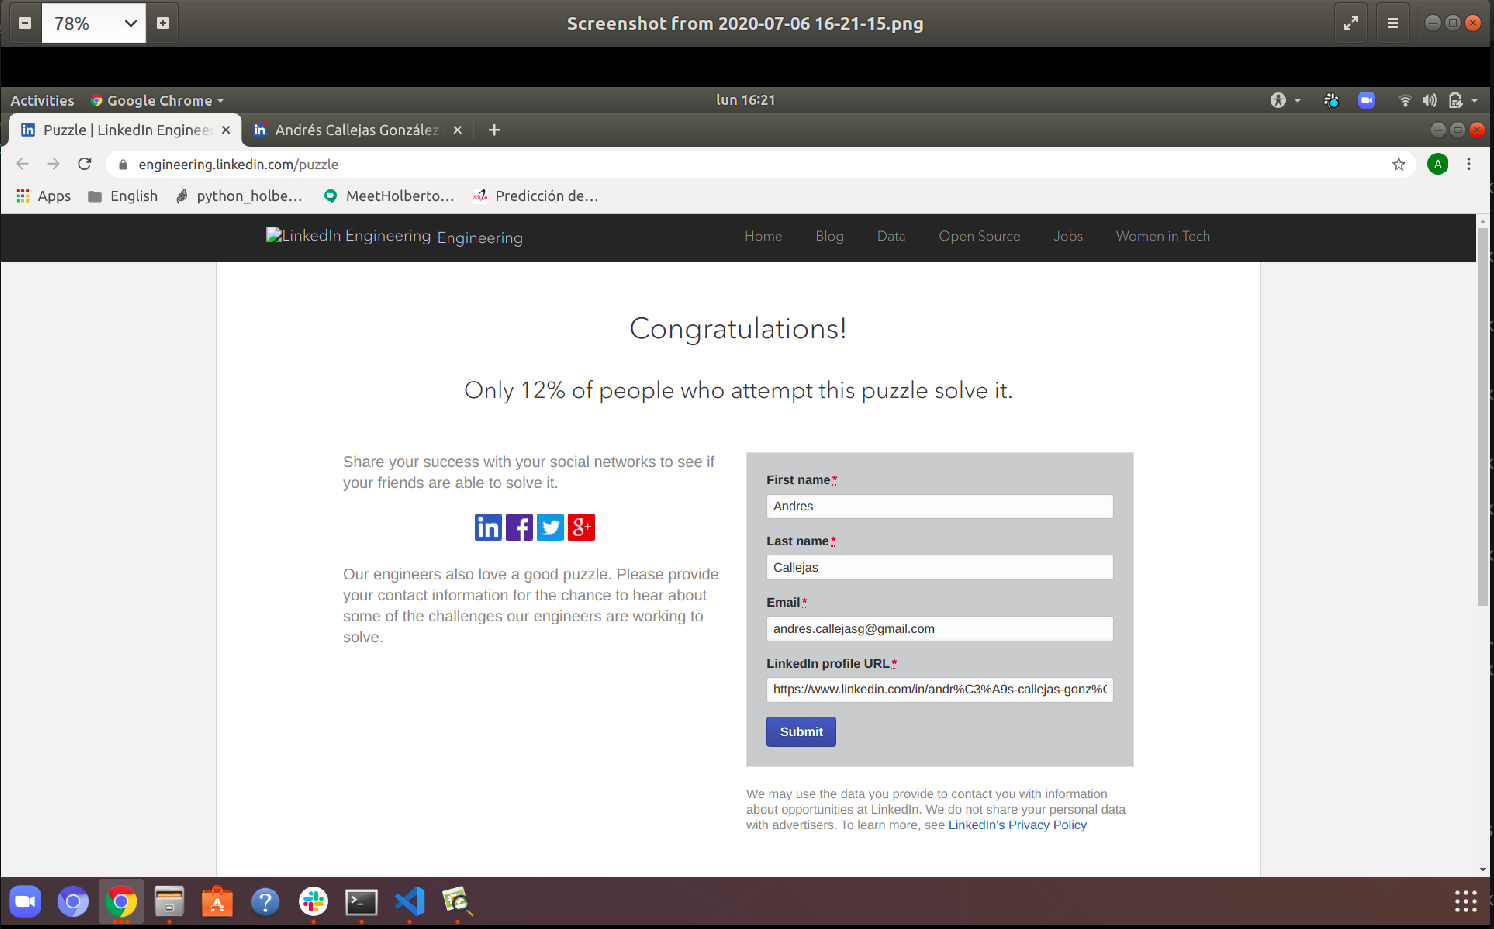 78%
Screenshot from 2020-07-06 16-21-15.png
Activities Google Chrome
lun 16:21
Puzzle | LinkedIn Enginee
Andrés Callejas González
engineering.linkedin.com/puzzle
A
Apps English python_holbe... MeetHolberto... Predicción de...
LinkedIn Engineering Engineering
Home Blog Data Open Source Jobs Women in Tech
Congratulations!
Only 12% of people who attempt this puzzle solve it.
Share your success with your social networks to see if
your friends are able to solve it.
in f g+
Our engineers also love a good puzzle. Please provide
your contact information for the chance to hear about
some of the challenges our engineers are working to
solve.
First name*
Andres
Last name*
Callejas
Email*
andres.callejasg@gmail.com
LinkedIn profile URL*
https://www.linkedin.com/in/andr%C3%A9s-callejas-gonz%C
Submit
We may use the data you provide to contact you with information
about opportunities at LinkedIn. We do not share your personal data
with advertisers. To learn more, see LinkedIn's Privacy Policy